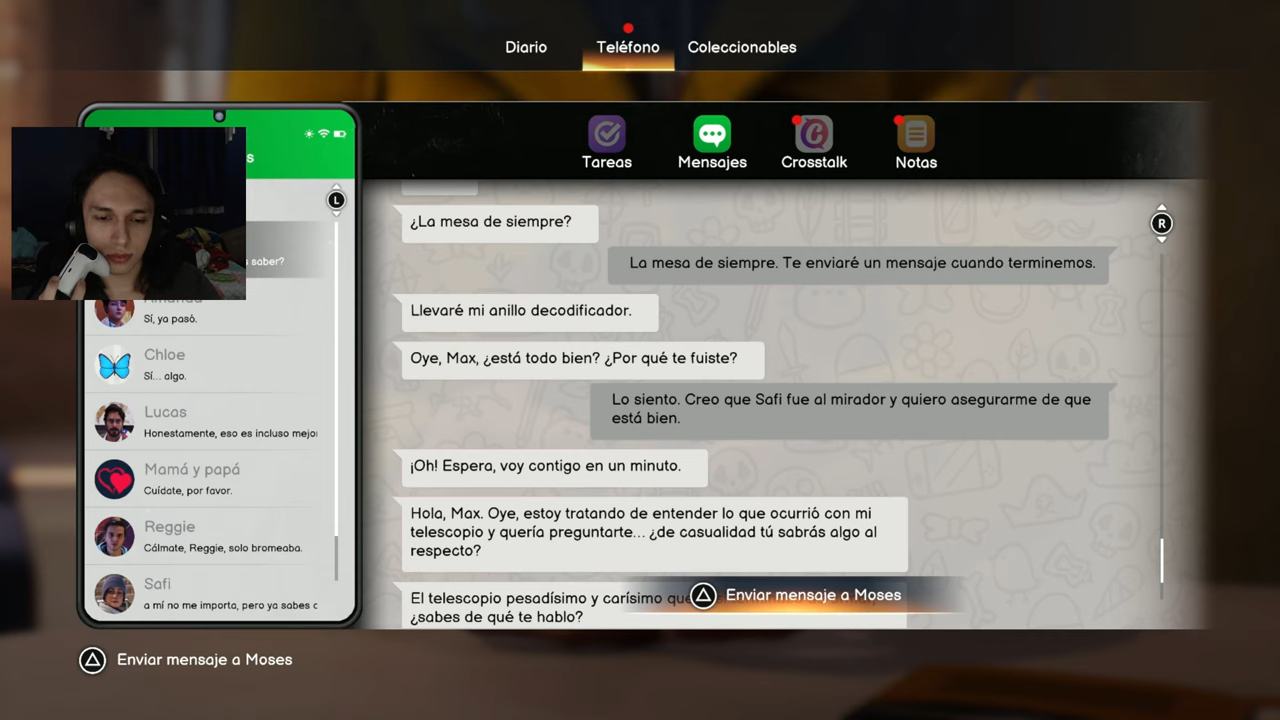 Diario
Teléfono
Coleccionables
Tareas
Mensajes
Crosstalk
Notas
s
L
saber?
Sí, ya pasó.
Chloe
Sí... algo.
Lucas
Honestamente, eso es incluso mejo
Mamá y papá
Cuídate, por favor.
Reggie
Cálmate, Reggie, solo bromeaba.
Safi
a mí no me importa, pero ya sabes c
R
¿La mesa de siempre?
La mesa de siempre. Te enviaré un mensaje cuando terminemos.
Llevaré mi anillo decodificador.
Oye, Max, ¿está todo bien? ¿Por qué te fuiste?
Lo siento. Creo que Safi fue al mirador y quiero asegurarme de que
está bien.
¡Oh! Espera, voy contigo en un minuto.
Hola, Max. Oye, estoy tratando de entender lo que ocurrió con mi
telescopio y quería preguntarte... ¿de casualidad tú sabrás algo al
respecto?
El telescopio pesadísimo y carísimo que
¿sabes de qué te hablo?
Enviar mensaje a Moses
Enviar mensaje a Moses